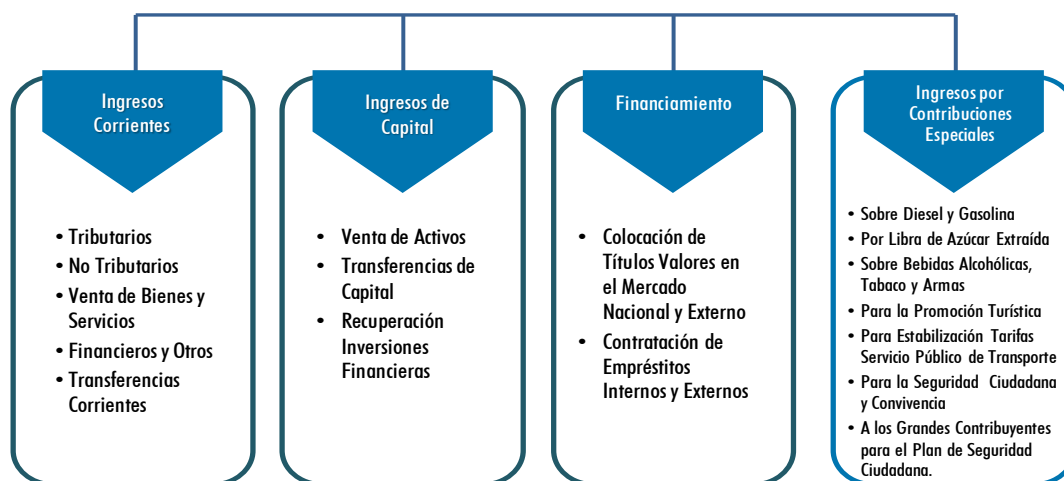 Ingresos
Corrientes
• Tributarios
• No Tributarios
• Venta de Bienes y
Servicios
• Financieros y Otros
• Transferencias
Corrientes
Ingresos de
Capital
• Venta de Activos
• Transferencias de
Capital
• Recuperación
Inversiones
Financieras
Financiamiento
• Colocación de
Títulos Valores en
el Mercado
Nacional y Externo
• Contratación de
Empréstitos
Internos y Externos
Ingresos por
Contribuciones
Especiales
• Sobre Diesel y Gasolina
• Por Libra de Azúcar Extraída
• Sobre Bebidas Alcohólicas,
Tabaco y Armas
• Para la Promoción Turística
• Para Estabilización Tarifas
Servicio Público de Transporte
• Para la Seguridad Ciudadana
y Convivencia
• A los Grandes Contribuyentes
para el Plan de Seguridad
Ciudadana.